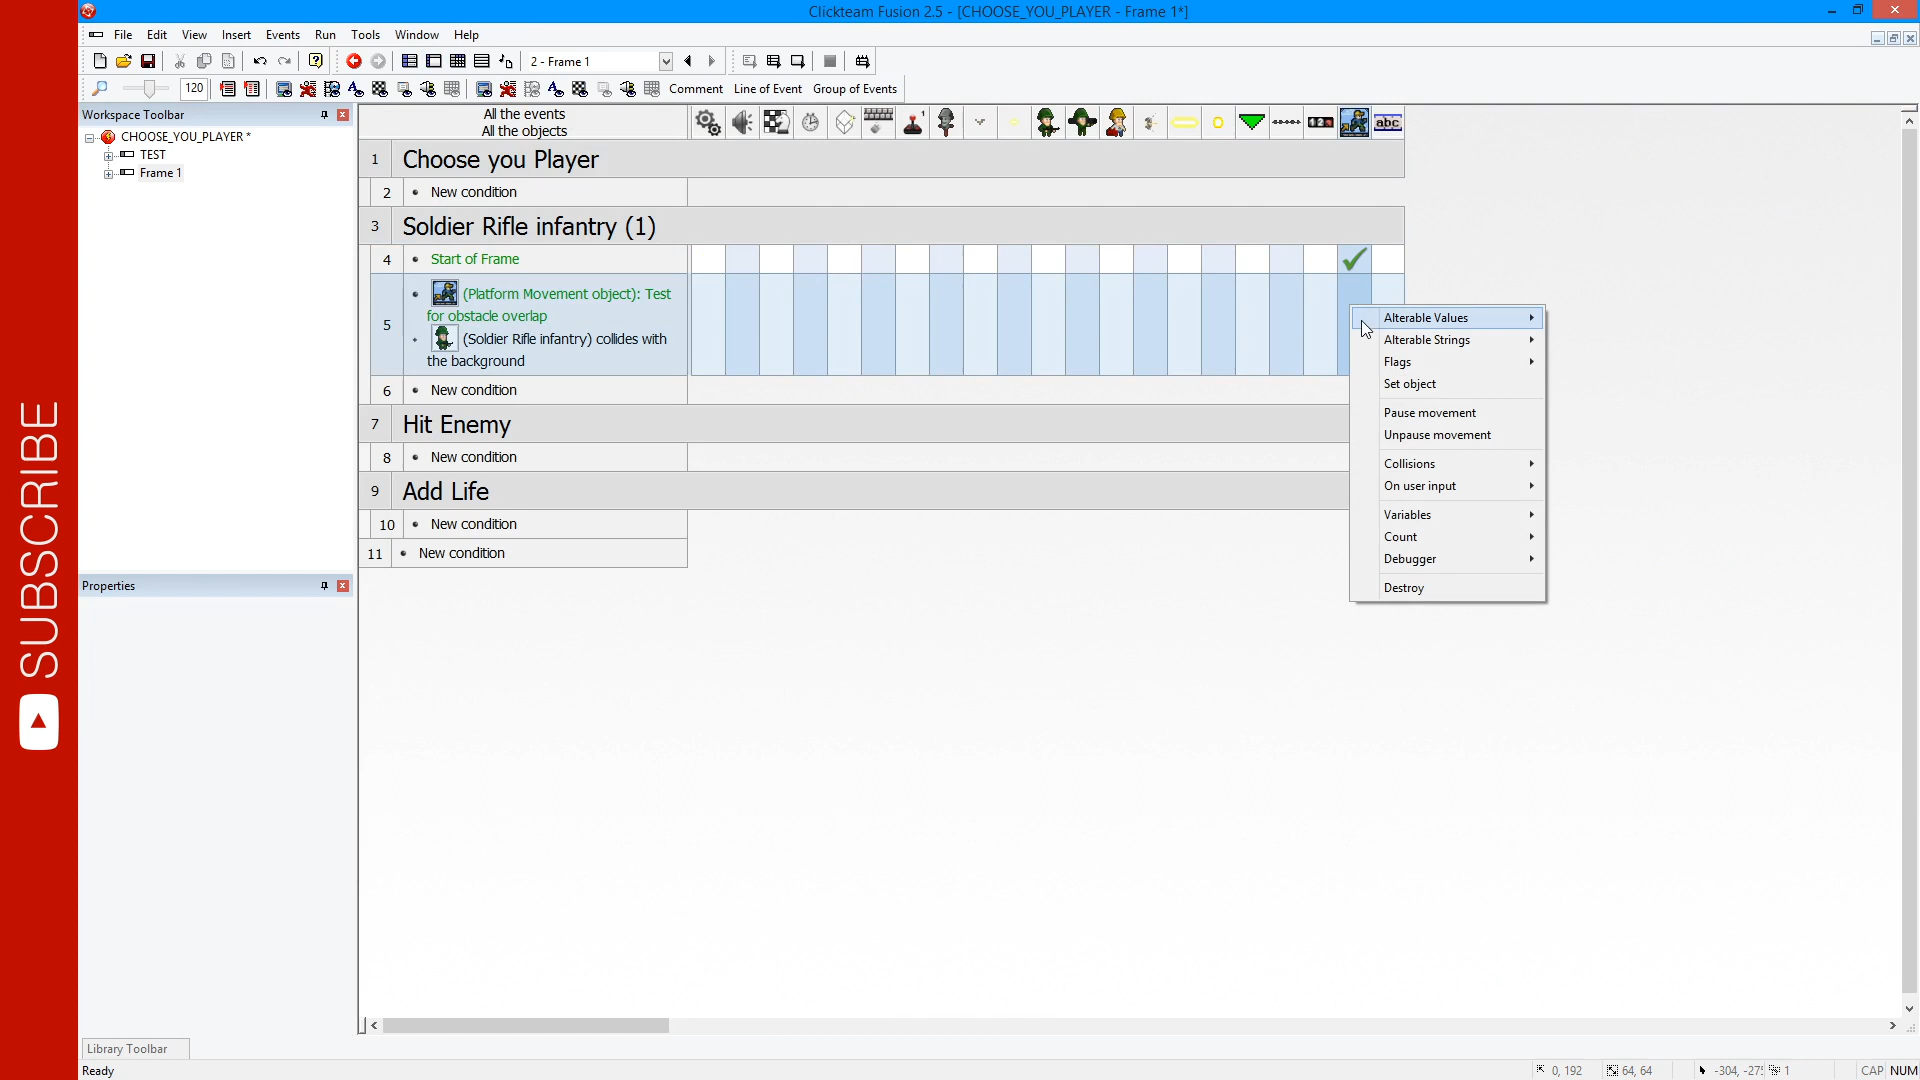 Clickteam Fusion 2.5 - [CHOOSE_YOU_PLAYER - Frame 1*]
File Edit View Insert Events Run Tools Window Help
2 - Frame 1
120
Comment Line of Event Group of Events
Workspace Toolbar
CHOOSE_YOU_PLAYER *
TEST
Frame 1
Properties
Library Toolbar
All the events
All the objects
abc
1 Choose you Player
2 • New condition
3 Soldier Rifle infantry (1)
4 • Start of Frame
5 • (Platform Movement object): Test
for obstacle overlap
• (Soldier Rifle infantry) collides with
the background
6 • New condition
7 Hit Enemy
8 • New condition
9 Add Life
10 • New condition
11 • New condition
Alterable Values
Alterable Strings
Flags
Set object
Pause movement
Unpause movement
Collisions
On user input
Variables
Count
Debugger
Destroy
Ready
0, 192
64, 64
1
CAP NUM
SUBSCRIBE